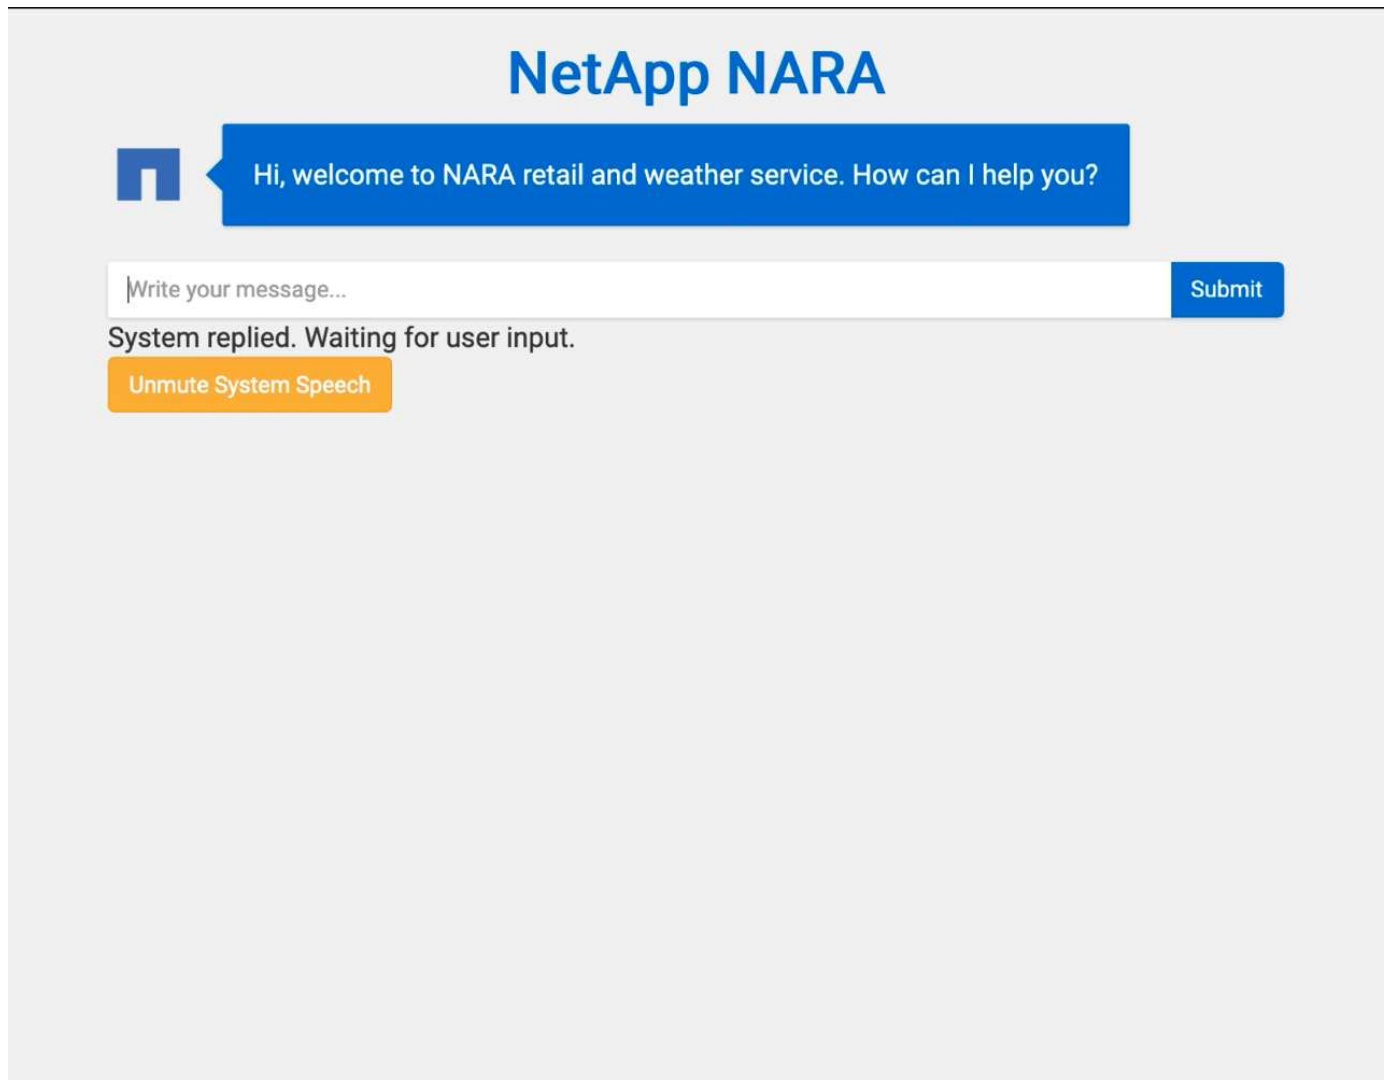 NetApp NARA
Hi, welcome to NARA retail and weather service. How can I help you?
Write your message...
Submit
System replied. Waiting for user input.
Unmute System Speech